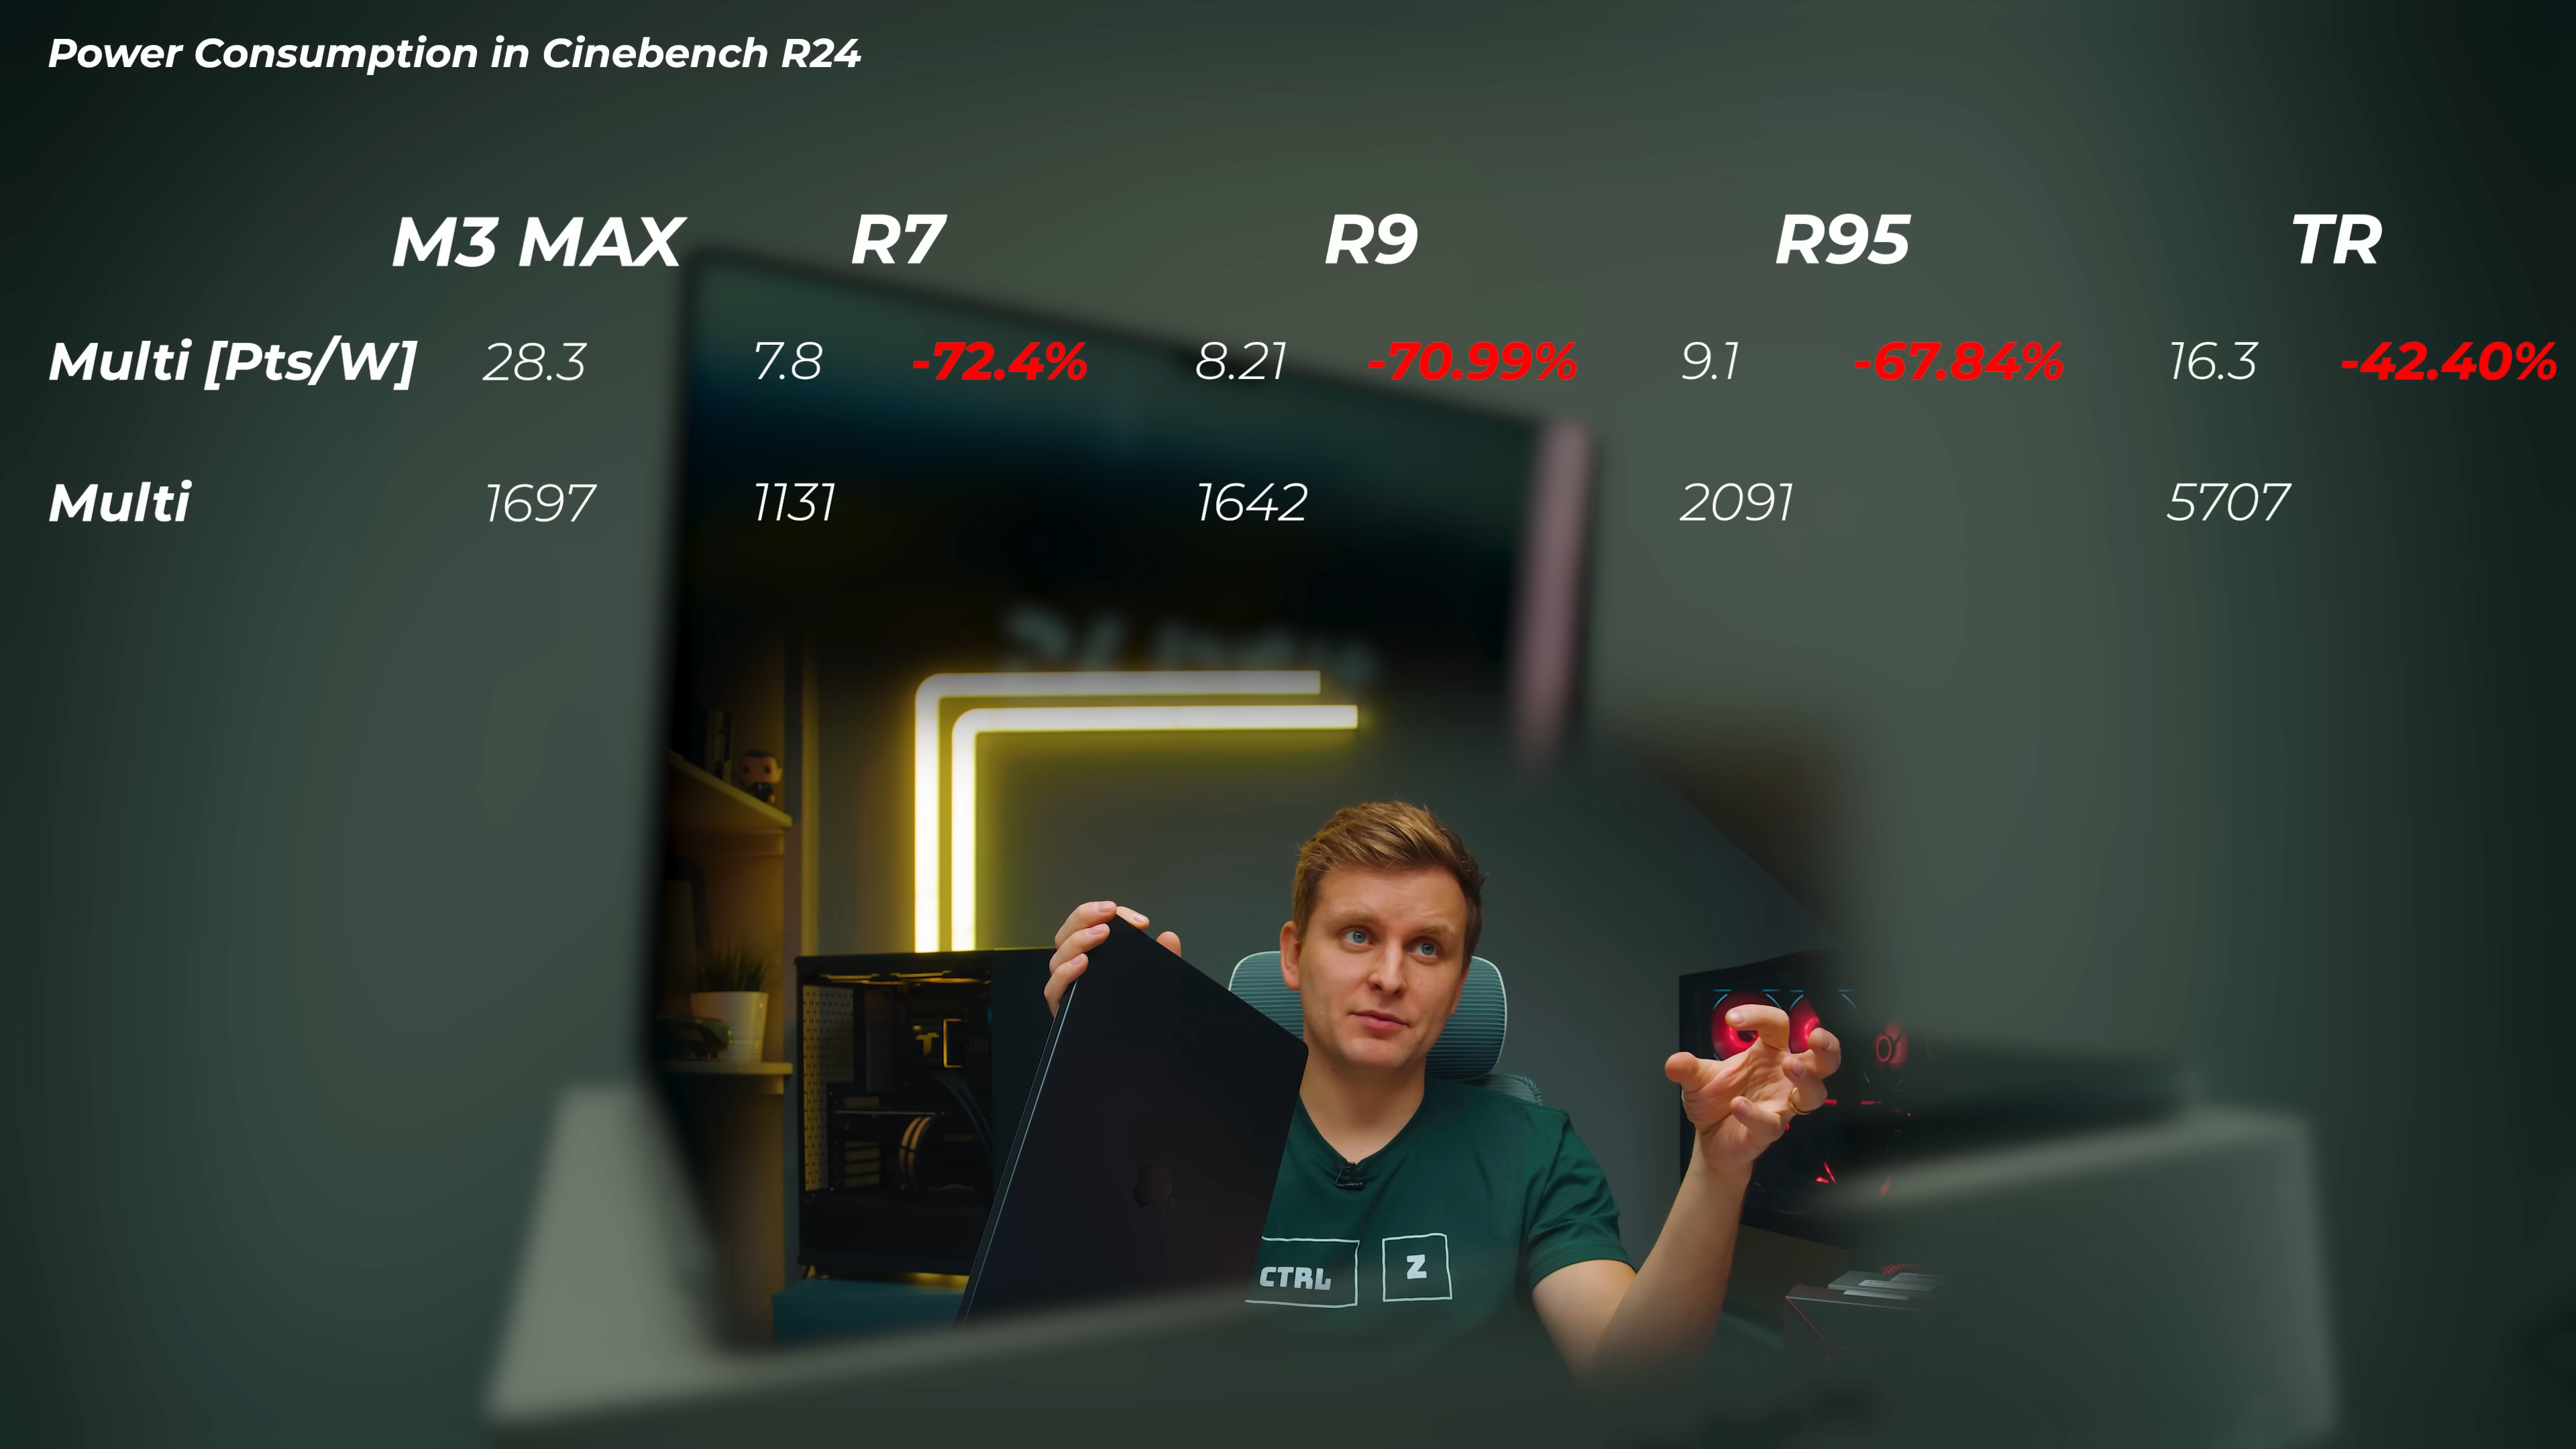 Power Consumption in Cinebench R24
M3 MAX R7 R9 R95 TR
Multi [Pts/W] 28.3 7.8 -72.4% 8.21 -70.99% 9.1 -67.84% 16.3 -42.40%
Multi 1697 1131 1642 2091 5707
CTRL Z